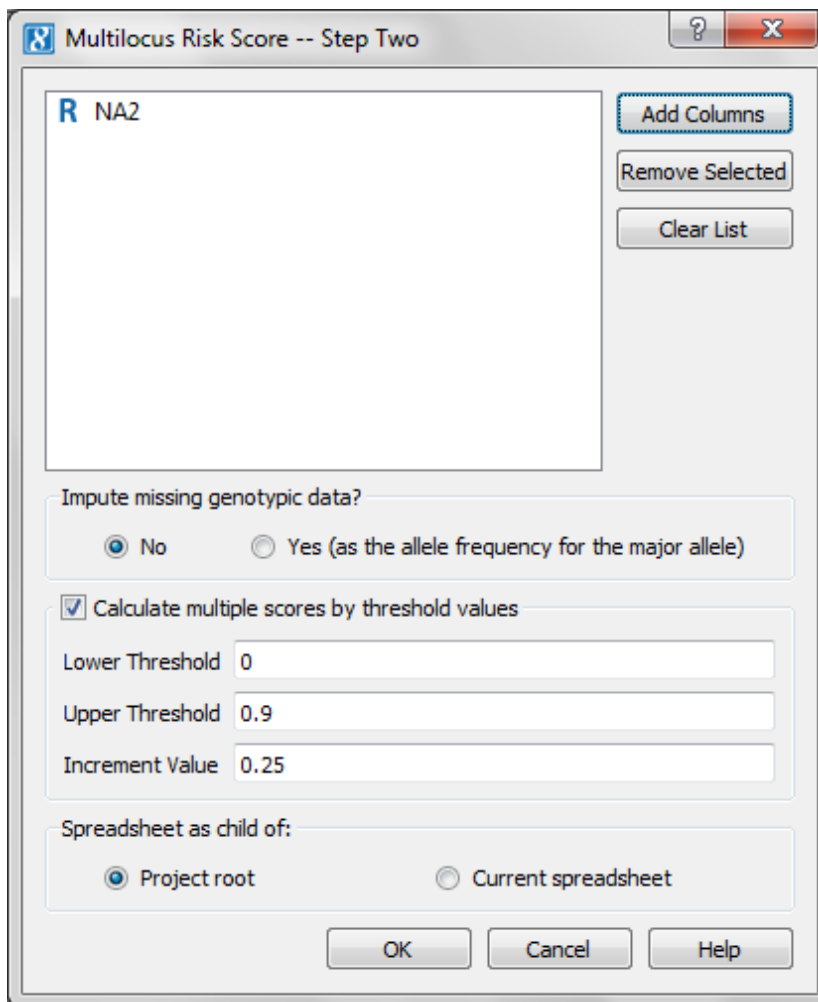 Multilocus Risk Score -- Step Two
R NA2
Add Columns
Remove Selected
Clear List
Impute missing genotypic data?
No Yes (as the allele frequency for the major allele)
Calculate multiple scores by threshold values
Lower Threshold 0
Upper Threshold 0.9
Increment Value 0.25
Spreadsheet as child of:
Project root Current spreadsheet
OK Cancel Help